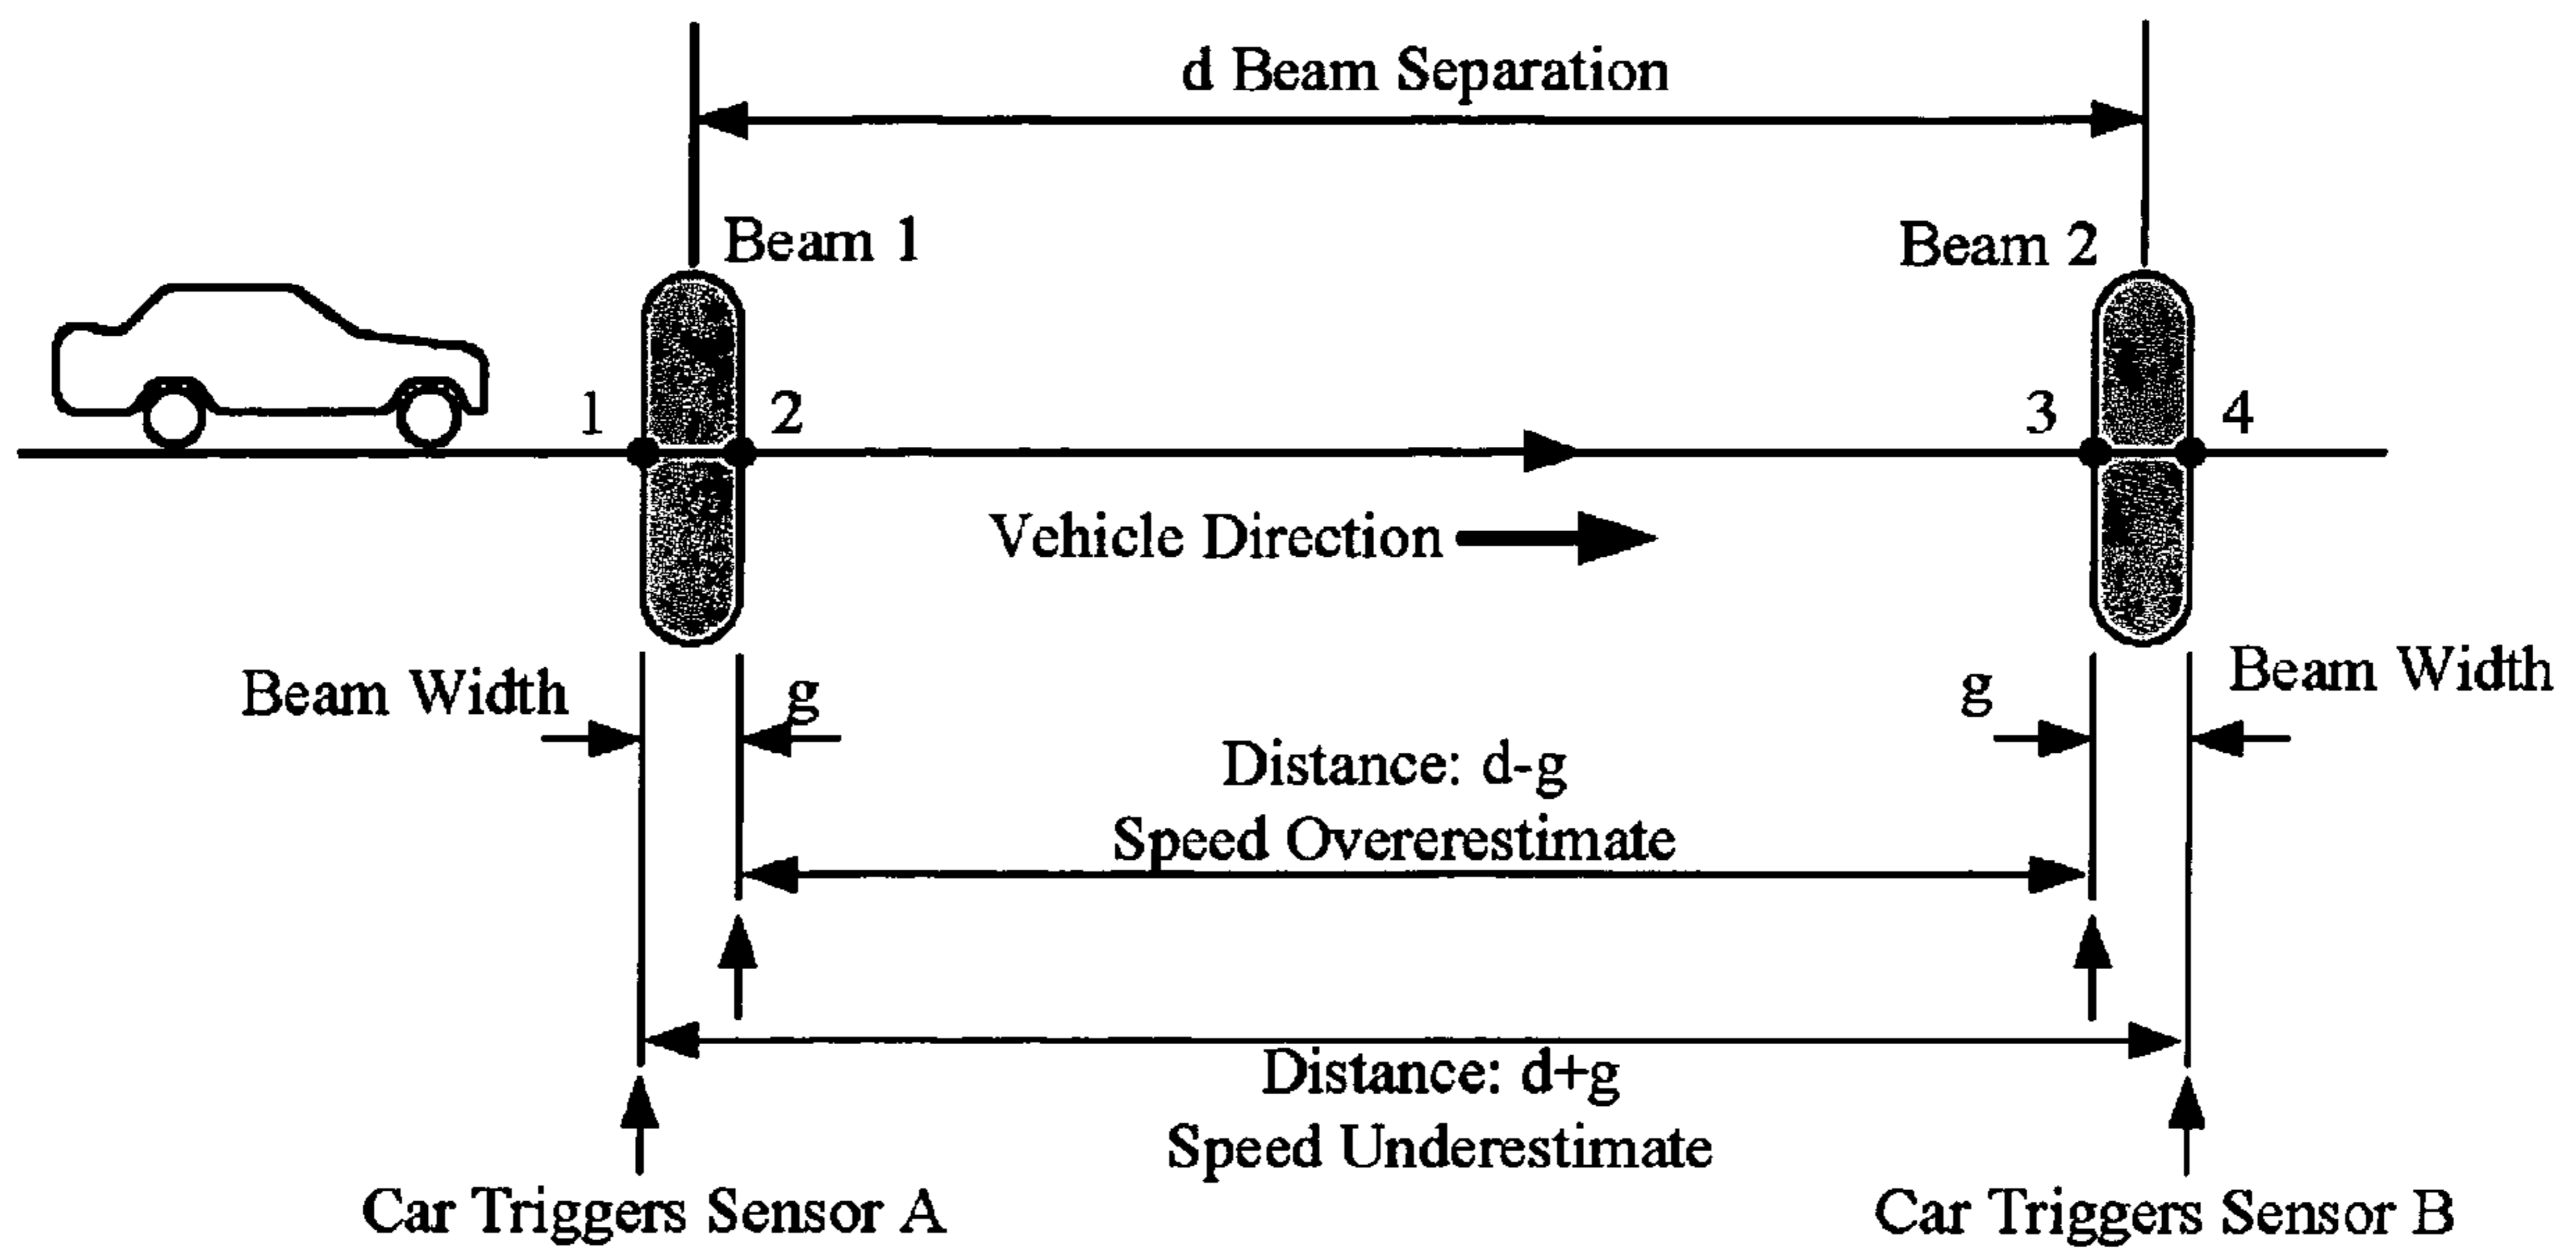 d Beam Separation
Beam 1
Beam 2
1
2
3
4
Vehicle Direction
Beam Width
g
g
Beam Width
Distance: d-g
Speed Overerestimate
Distance: d+g
Speed Underestimate
Car Triggers Sensor A
Car Triggers Sensor B